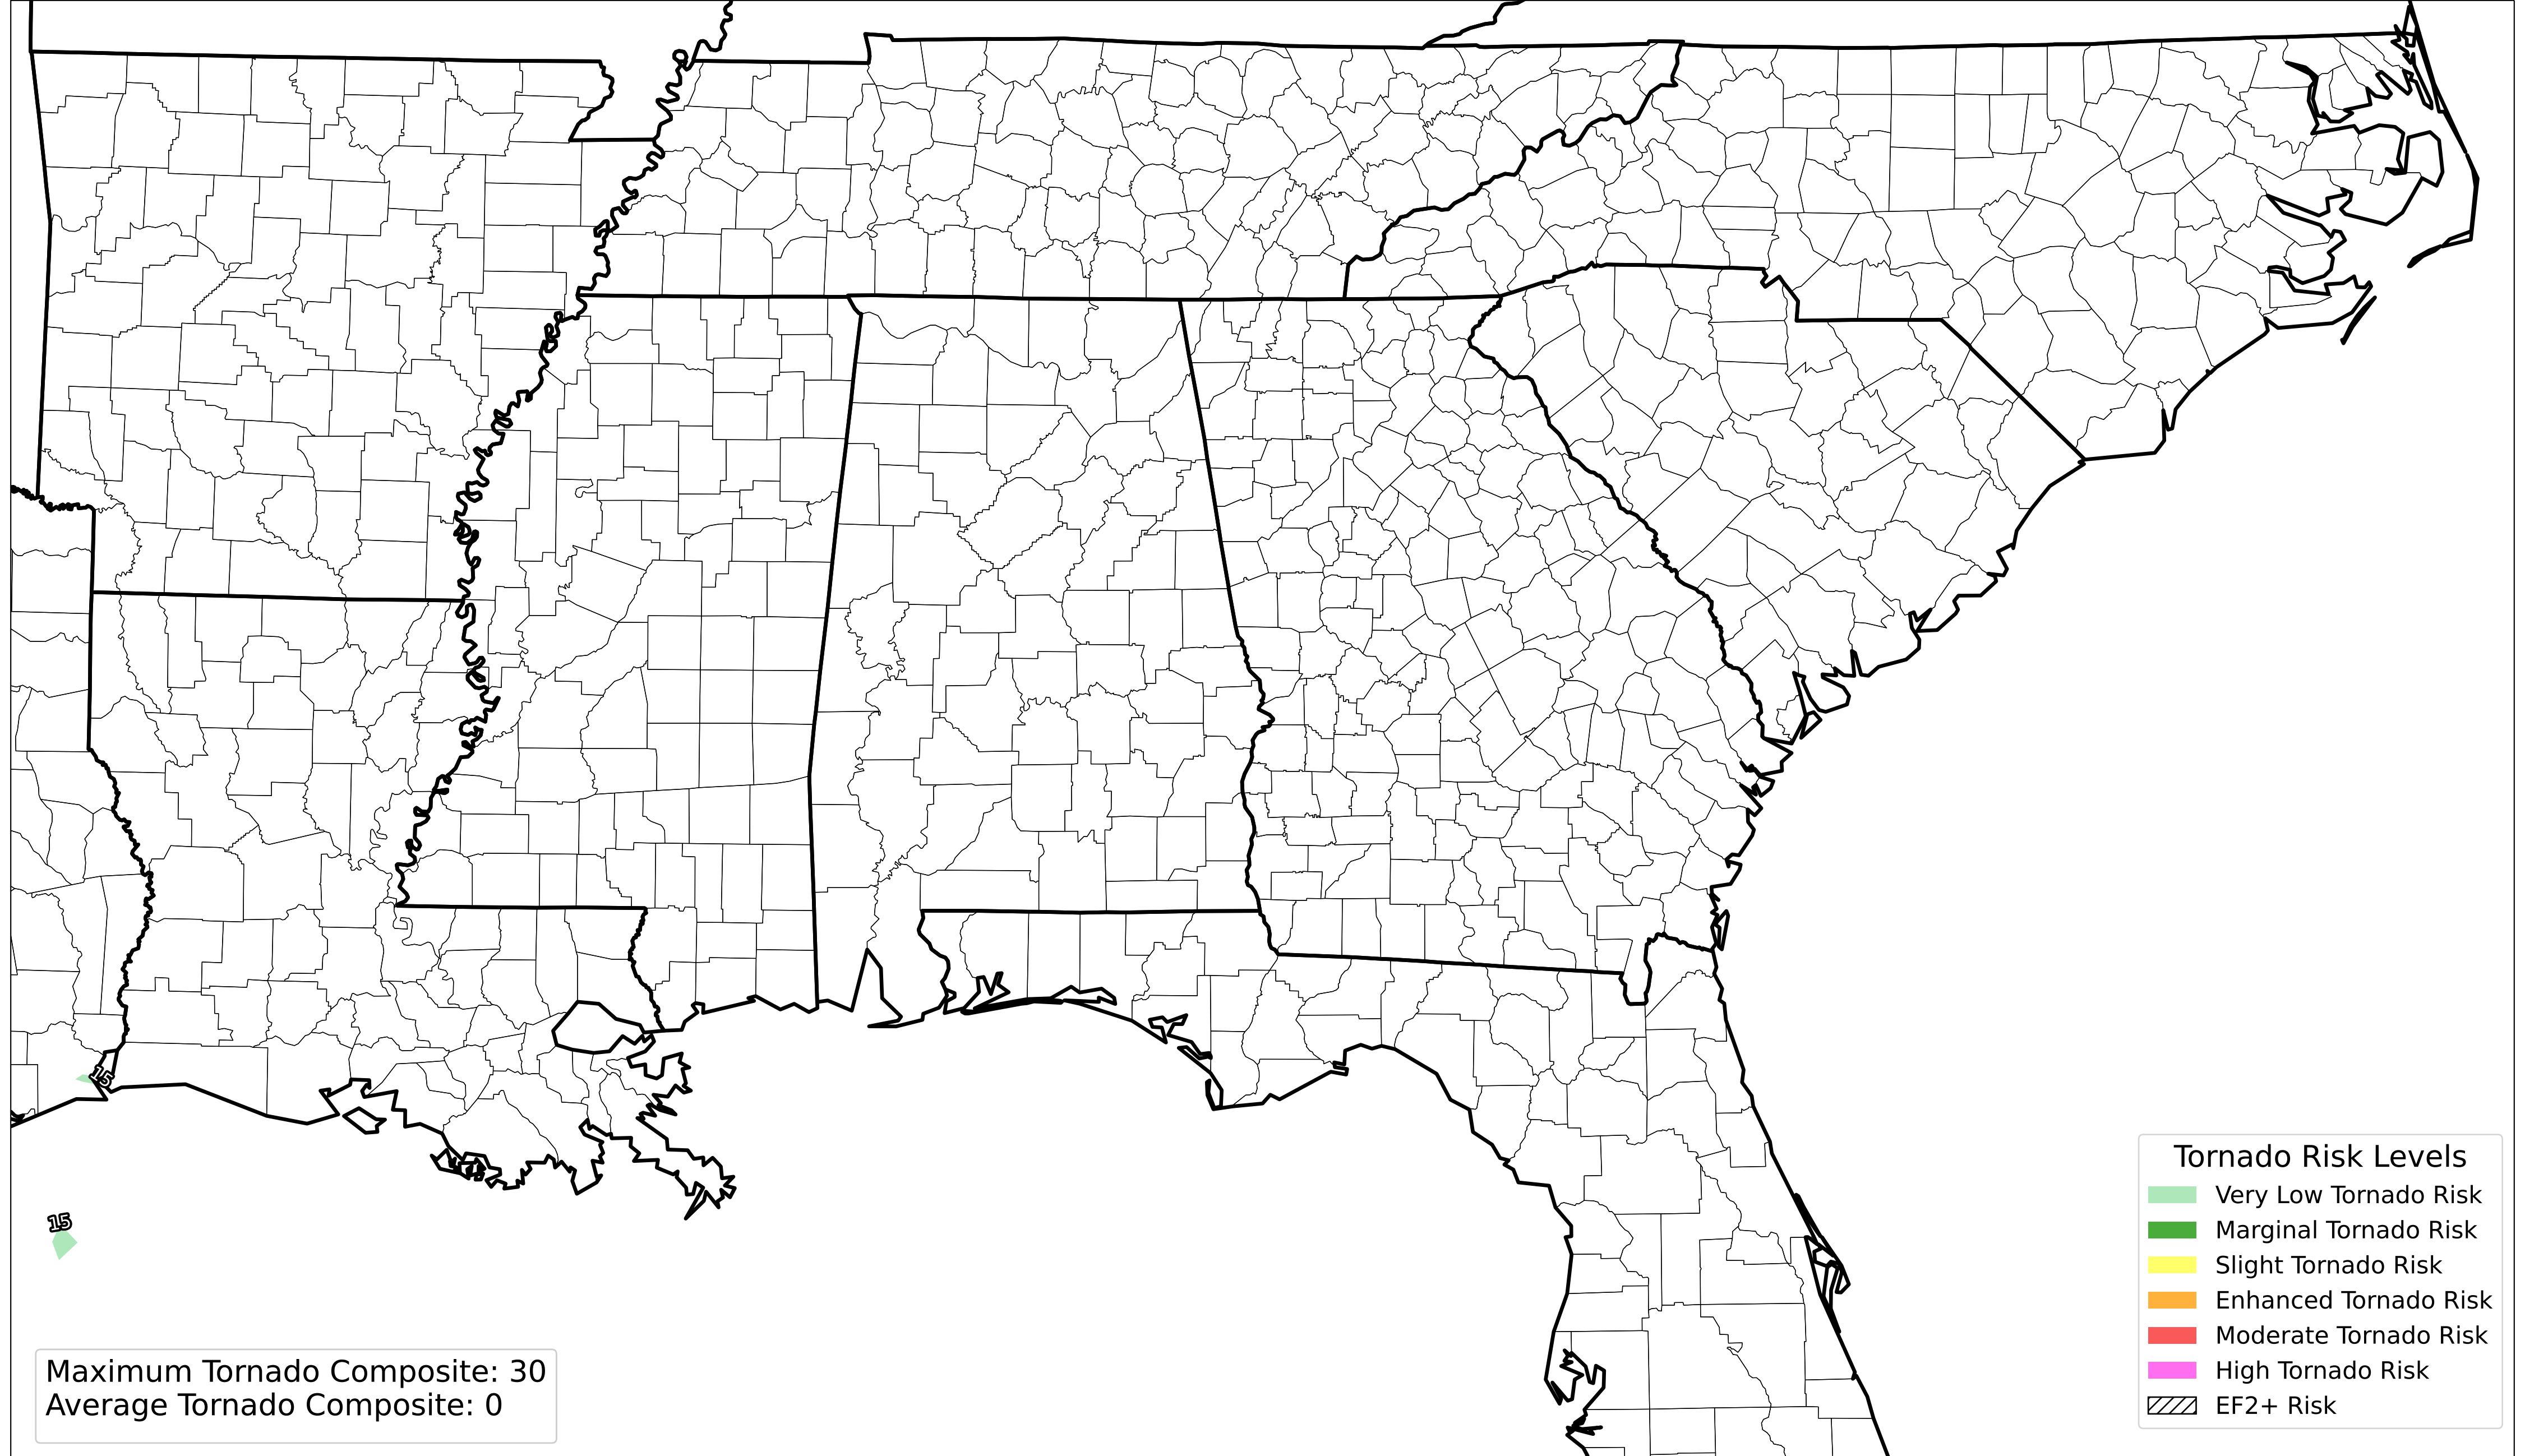 15
15
Maximum Tornado Composite: 30
Average Tornado Composite: 0
Tornado Risk Levels
Very Low Tornado Risk
Marginal Tornado Risk
Slight Tornado Risk
Enhanced Tornado Risk
Moderate Tornado Risk
High Tornado Risk
EF2+ Risk